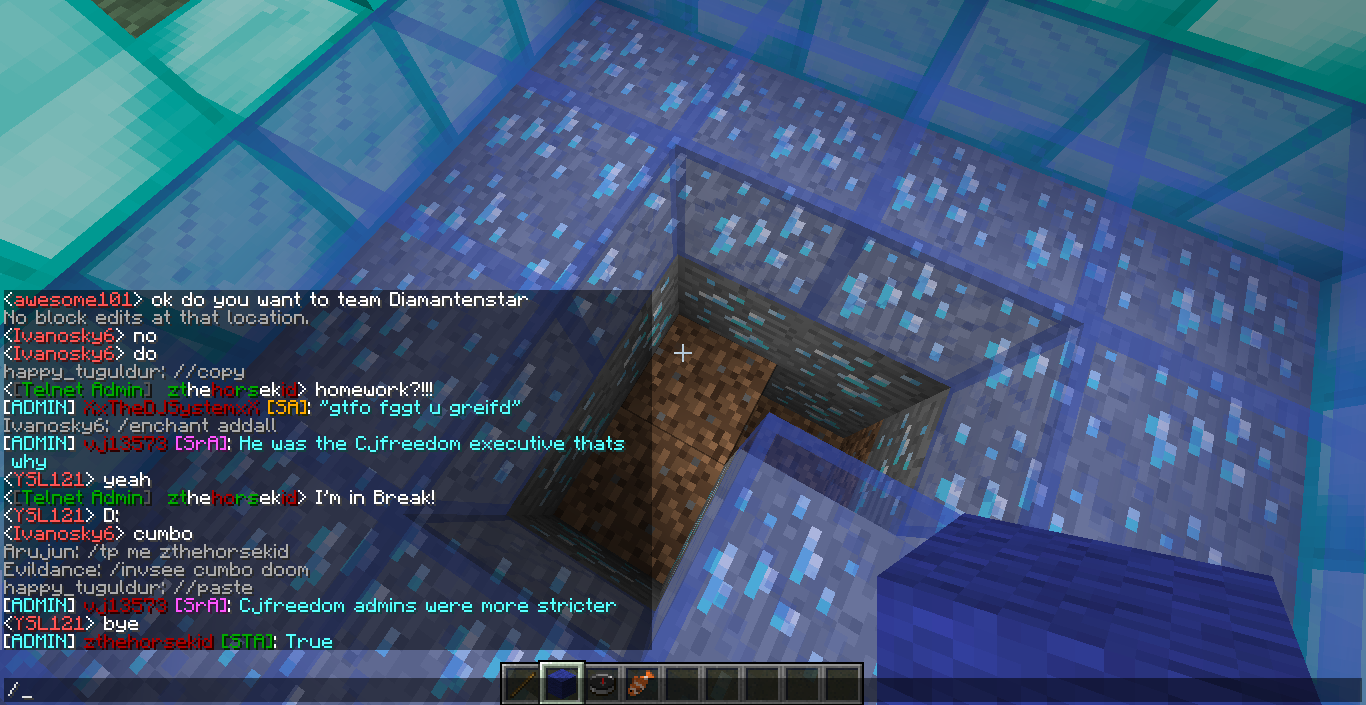 <awesome101> ok do you want to team Diamantenstar
No block edits at that location.
<Ivanosky6> no
<Ivanosky6> do
happy_tuguldur: //copy
<[Telnet Admin] zthehorsekid> homework?!!!
[ADMIN] XxTheDJSystemxX [SA]: "gtfo fggt u greifd"
Ivanosky6: /enchant addall
[ADMIN] vj13573 [SrA]: He was the Cjfreedom executive thats
why
<YSL121> yeah
<[Telnet Admin] zthehorsekid> I'm in Break!
<YSL121> D:
<Ivanosky6> cumbo
Arujun: /tp me zthehorsekid
Evildance: /invsee cumbo doom
happy_tuguldur: //paste
[ADMIN] vj13573 [SrA]: Cjfreedom admins were more stricter
<YSL121> bye
[ADMIN] zthehorsekid [STA]: True
/_